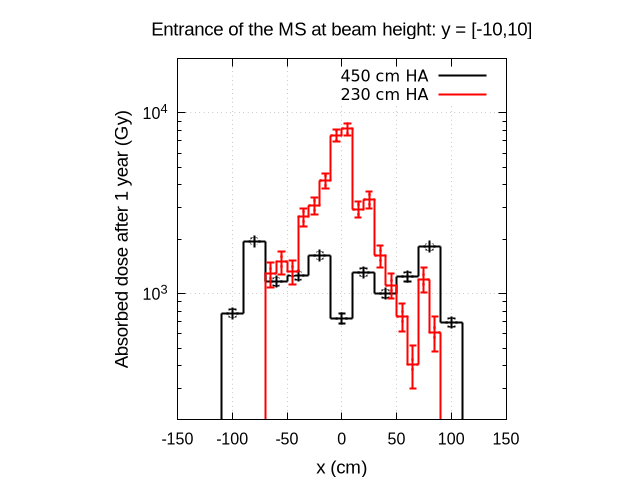 Entrance of the MS at beam height: y = [-10,10]
450 cm HA
230 cm HA
10^4
10^3
Absorbed dose after 1 year (Gy)
-150 -100 -50 0 50 100 150
x (cm)